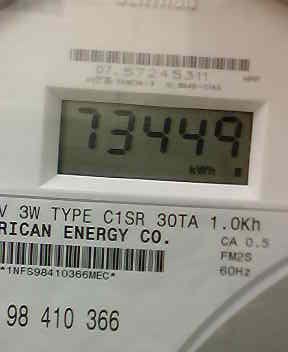 07.57245311
73449
kWh
V 3W TYPE C1SR 30TA 1.0Kh
RICAN ENERGY CO.
CA 0.5
FM2S
60Hz
*1NFS98410366MEC*
98 410 366